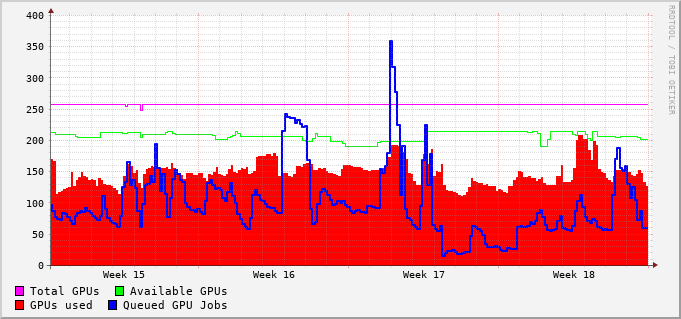 400
350
300
250
200
150
100
50
0
Week 15 Week 16 Week 17 Week 18
Total GPUs Available GPUs
GPUs used Queued GPU Jobs
RRDTOOL / TOBI OETIKER